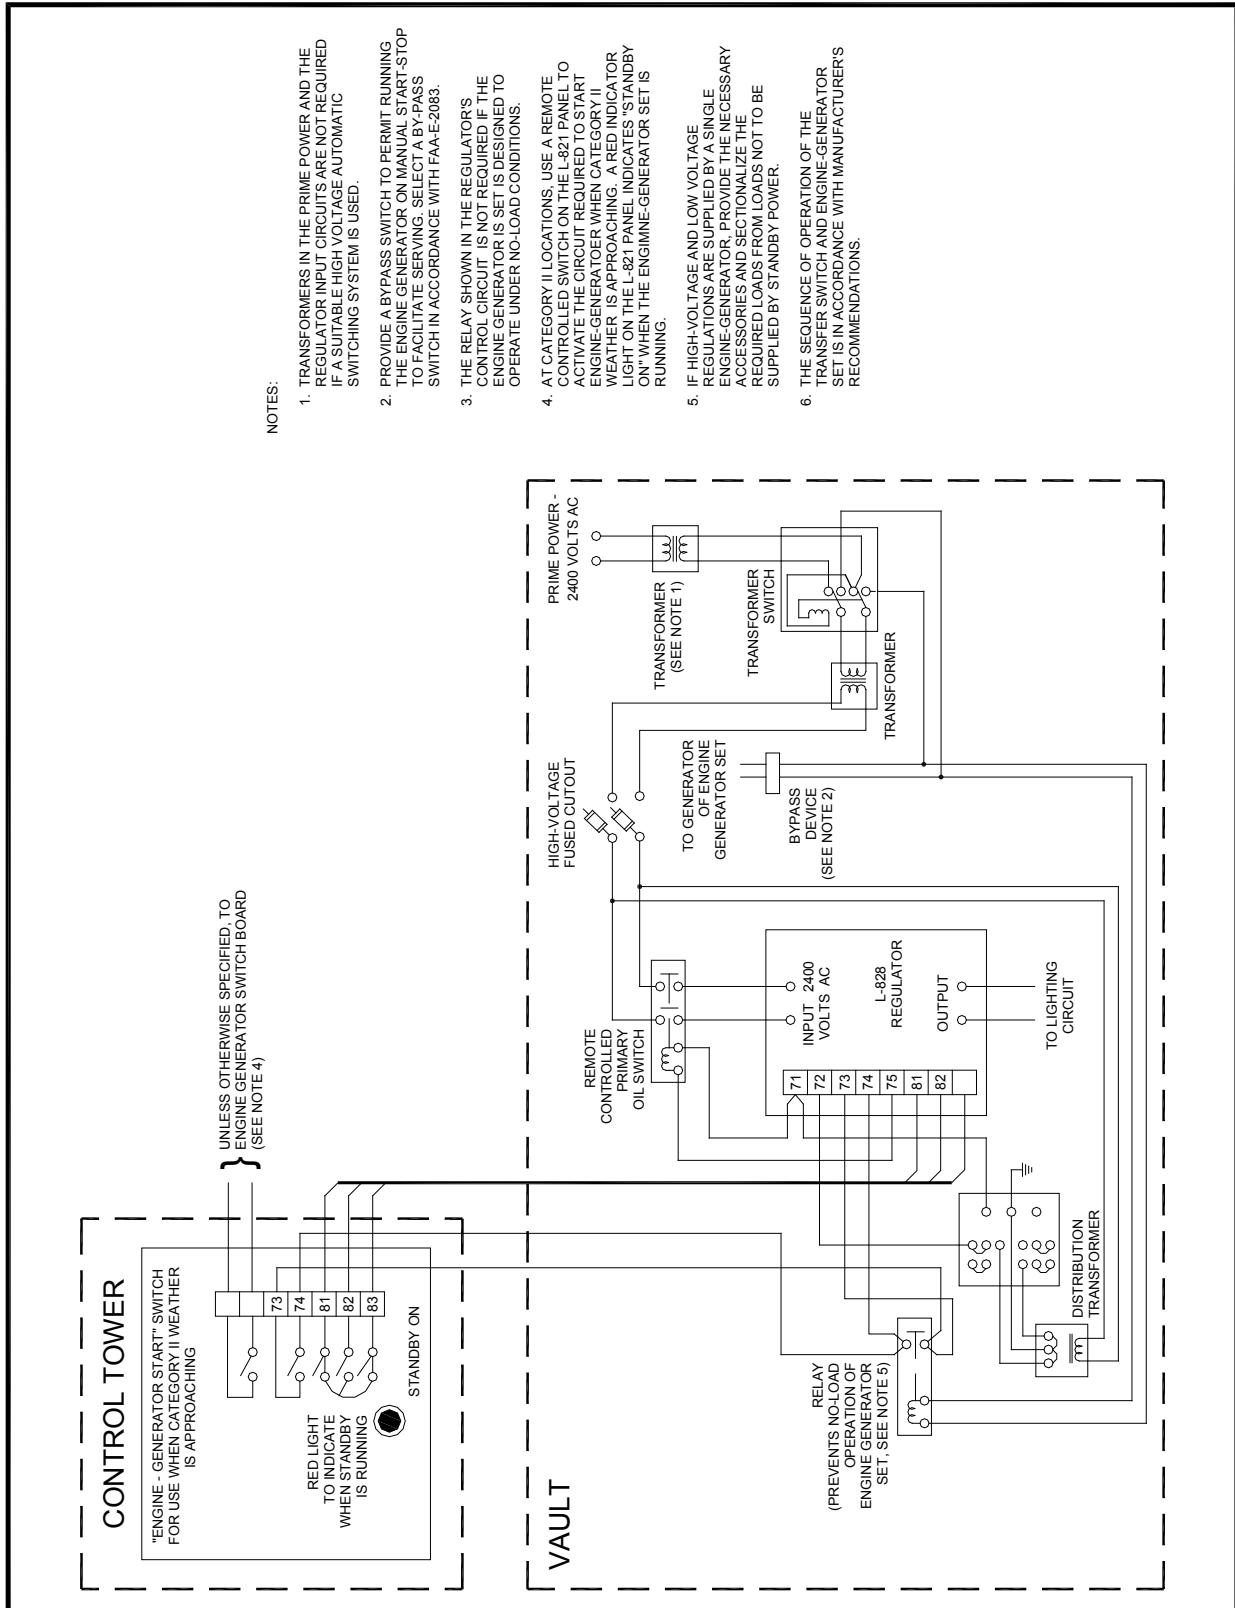 CONTROL TOWER
"ENGINE - GENERATOR START" SWITCH
FOR USE WHEN CATEGORY II WEATHER
IS APPROACHING
73
74
81
82
83
RED LIGHT
TO INDICATE
WHEN STANDBY
IS RUNNING
STANDBY ON
UNLESS OTHERWISE SPECIFIED, TO
ENGINE GENERATOR SWITCH BOARD
(SEE NOTE 4)
}
VAULT
RELAY
(PREVENTS NO-LOAD
OPERATION OF
ENGINE GENERATOR
SET, SEE NOTE 5)
DISTRIBUTION
TRANSFORMER
REMOTE
CONTROLLED
PRIMARY
OIL SWITCH
71
72
73
74
75
81
82
INPUT 2400
VOLTS AC
L-828
REGULATOR
OUTPUT
TO LIGHTING
CIRCUIT
HIGH-VOLTAGE
FUSED CUTOUT
TO GENERATOR
OF ENGINE
GENERATOR SET
BYPASS
DEVICE
(SEE NOTE 2)
PRIME POWER -
2400 VOLTS AC
TRANSFORMER
(SEE NOTE 1)
TRANSFORMER
SWITCH
TRANSFORMER
NOTES:
1. TRANSFORMERS IN THE PRIME POWER AND THE
REGULATOR INPUT CIRCUITS ARE NOT REQUIRED
IF A SUITABLE HIGH VOLTAGE AUTOMATIC
SWITCHING SYSTEM IS USED.
2. PROVIDE A BYPASS SWITCH TO PERMIT RUNNING
THE ENGINE GENERATOR ON MANUAL START-STOP
TO FACILITATE SERVING. SELECT A BY-PASS
SWITCH IN ACCORDANCE WITH FAA-E-2083.
3. THE RELAY SHOWN IN THE REGULATOR'S
CONTROL CIRCUIT IS NOT REQUIRED IF THE
ENGINE GENERATOR IS SET IS DESIGNED TO
OPERATE UNDER NO-LOAD CONDITIONS.
4. AT CATEGORY II LOCATIONS, USE A REMOTE
CONTROLLED SWITCH ON THE L-821 PANEL TO
ACTIVATE THE CIRCUIT REQUIRED TO START
ENGINE-GENERATOER WHEN CATEGORY II
WEATHER IS APPROACHING. A RED INDICATOR
LIGHT ON THE L-821 PANEL INDICATES "STANDBY
ON" WHEN THE ENGIMNE-GENERATOR SET IS
RUNNING.
5. IF HIGH-VOLTAGE AND LOW VOLTAGE
REGULATIONS ARE SUPPLIED BY A SINGLE
ENGINE-GENERATOR, PROVIDE THE NECESSARY
ACCESSORIES AND SECTIONALIZE THE
REQUIRED LOADS FROM LOADS NOT TO BE
SUPPLIED BY STANDBY POWER.
6. THE SEQUENCE OF OPERATION OF THE
TRANSFER SWITCH AND ENGINE-GENERATOR
SET IS IN ACCORDANCE WITH MANUFACTURER'S
RECOMMENDATIONS.